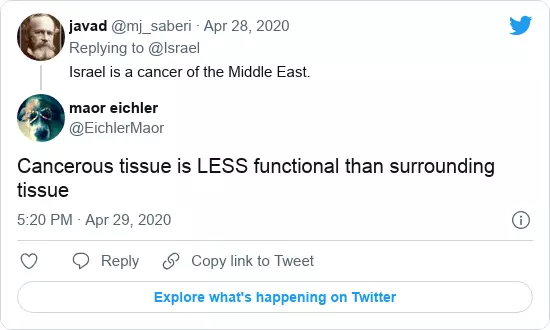 javad @mj_saberi · Apr 28, 2020
Replying to @Israel
Israel is a cancer of the Middle East.
maor eichler
@EichlerMaor
Cancerous tissue is LESS functional than surrounding
tissue
5:20 PM · Apr 29, 2020
Reply
Copy link to Tweet
Explore what's happening on Twitter